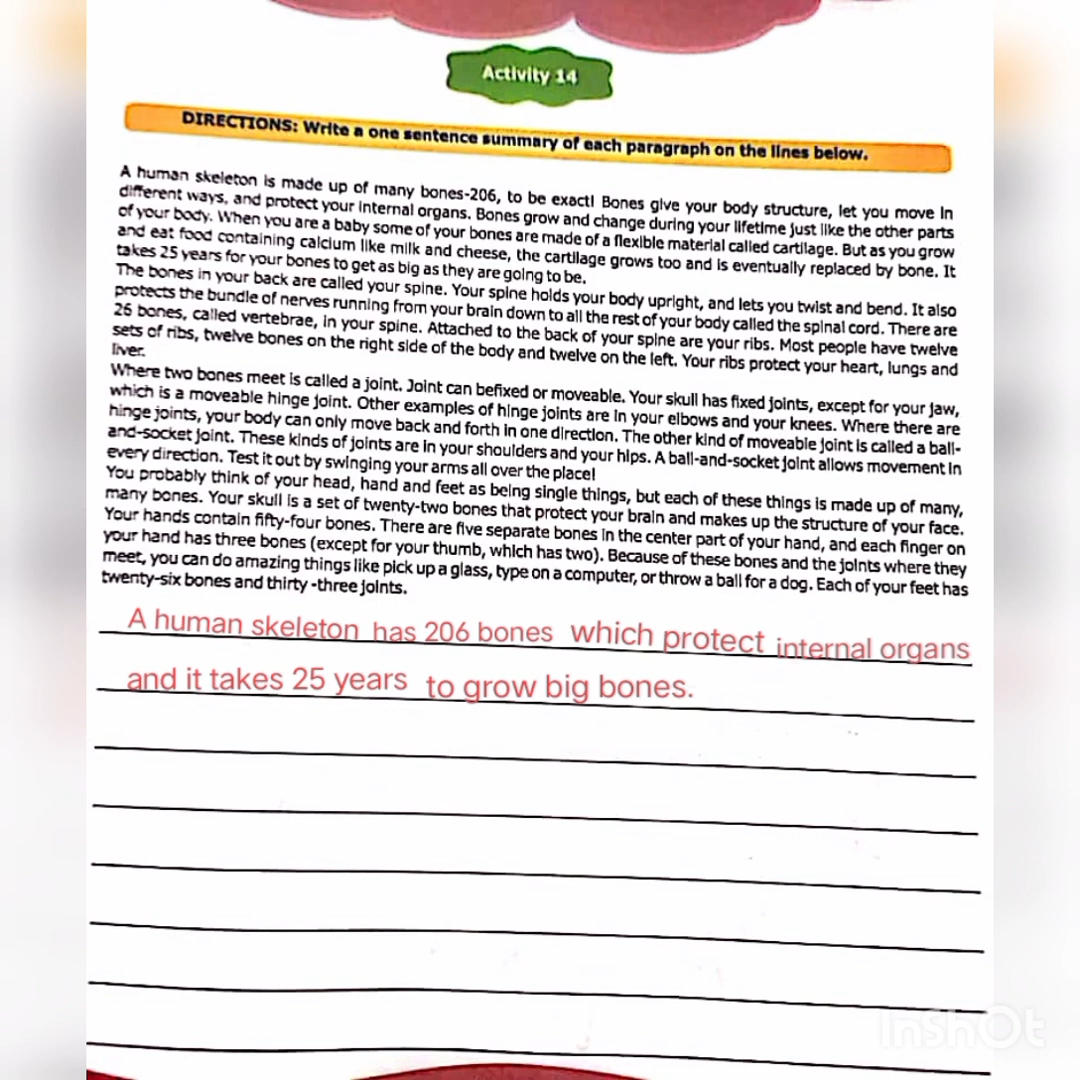 Activity 14
DIRECTIONS: Write a one sentence summary of each paragraph on the lines below.
A human skeleton is made up of many bones-206, to be exact! Bones give your body structure, let you move in
different ways, and protect your internal organs. Bones grow and change during your lifetime just like the other parts
of your body. When you are a baby some of your bones are made of a flexible material called cartilage. But as you grow
and eat food containing calcium like milk and cheese, the cartilage grows too and is eventually replaced by bone. It
takes 25 years for your bones to get as big as they are going to be.
The bones in your back are called your spine. Your spine holds your body upright, and lets you twist and bend. It also
protects the bundle of nerves running from your brain down to all the rest of your body called the spinal cord. There are
26 bones, called vertebrae, in your spine. Attached to the back of your spine are your ribs. Most people have twelve
sets of ribs, twelve bones on the right side of the body and twelve on the left. Your ribs protect your heart, lungs and
liver.
Where two bones meet is called a joint. Joint can befixed or moveable. Your skull has fixed joints, except for your jaw,
which is a moveable hinge joint. Other examples of hinge joints are in your elbows and your knees. Where there are
hinge joints, your body can only move back and forth in one direction. The other kind of moveable joint is called a ball-
and-socket joint. These kinds of joints are in your shoulders and your hips. A ball-and-socket joint allows movement in
every direction. Test it out by swinging your arms all over the place!
You probably think of your head, hand and feet as being single things, but each of these things is made up of many,
many bones. Your skull is a set of twenty-two bones that protect your brain and makes up the structure of your face.
Your hands contain fifty-four bones. There are five separate bones in the center part of your hand, and each finger on
your hand has three bones (except for your thumb, which has two). Because of these bones and the joints where they
meet, you can do amazing things like pick up a glass, type on a computer, or throw a ball for a dog. Each of your feet has
twenty-six bones and thirty -three joints.
A human skeleton has 206 bones which protect internal organs
and it takes 25 years to grow big bones.
InShOt